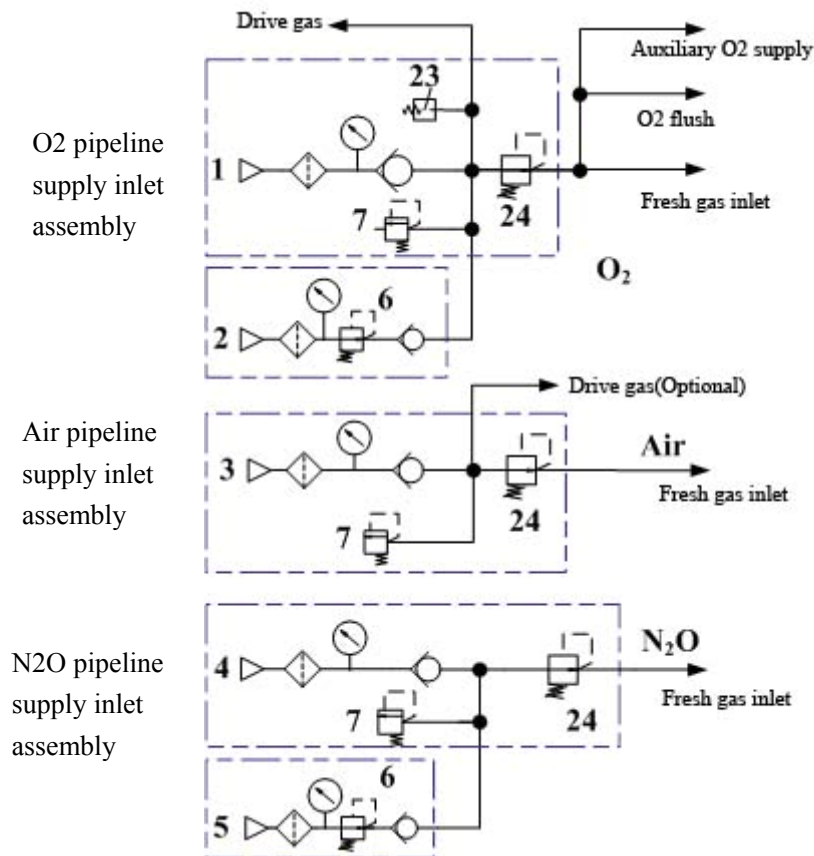 Drive gas
Auxiliary O2 supply
23
O2 flush
O2 pipeline
supply inlet
assembly
1
Fresh gas inlet
7
24
O₂
6
2
Drive gas(Optional)
Air pipeline
supply inlet
assembly
3
Air
Fresh gas inlet
7
24
N2O pipeline
supply inlet
assembly
4
N₂O
Fresh gas inlet
7
24
6
5